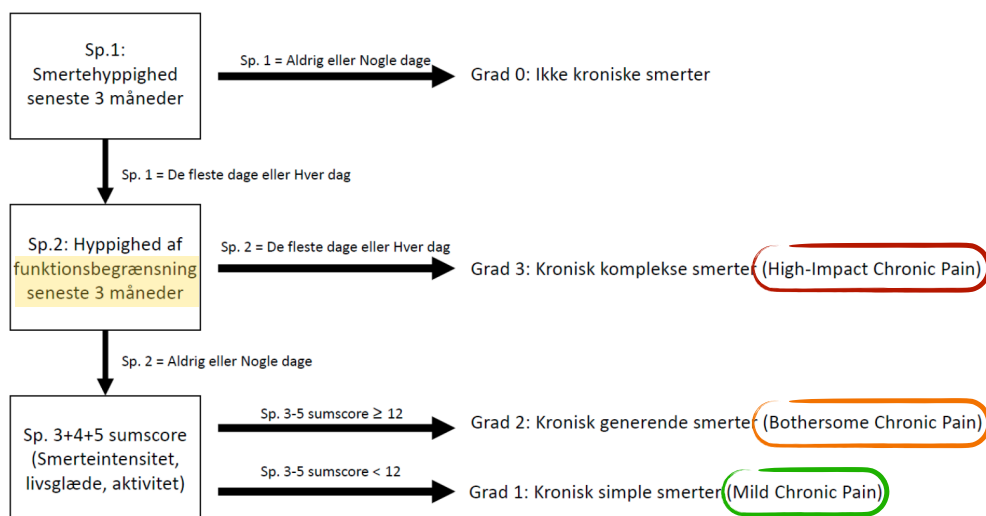 Sp.1:
Smertehyppighed
seneste 3 måneder
Sp. 1 = Aldrig eller Nogle dage
Grad 0: Ikke kroniske smerter
Sp. 1 = De fleste dage eller Hver dag
Sp.2: Hyppighed af
funktionsbegrænsning
seneste 3 måneder
Sp. 2 = De fleste dage eller Hver dag
Grad 3: Kronisk komplekse smerter (High-Impact Chronic Pain)
Sp. 2 = Aldrig eller Nogle dage
Sp. 3+4+5 sumscore
(Smerteintensitet,
livsglæde, aktivitet)
Sp. 3-5 sumscore ≥ 12
Grad 2: Kronisk generende smerter (Bothersome Chronic Pain)
Sp. 3-5 sumscore < 12
Grad 1: Kronisk simple smerter (Mild Chronic Pain)